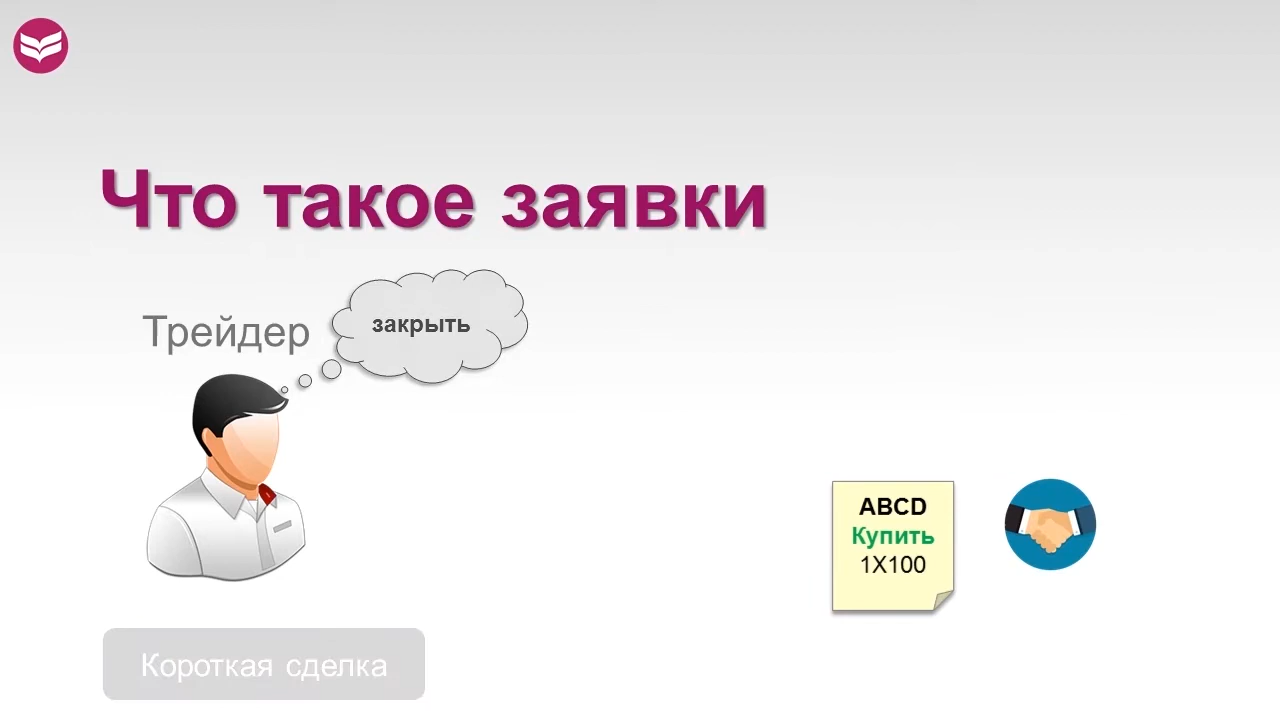 Что такое заявки
Трейдер
закрыть
ABCD
Купить
1X100
Короткая сделка